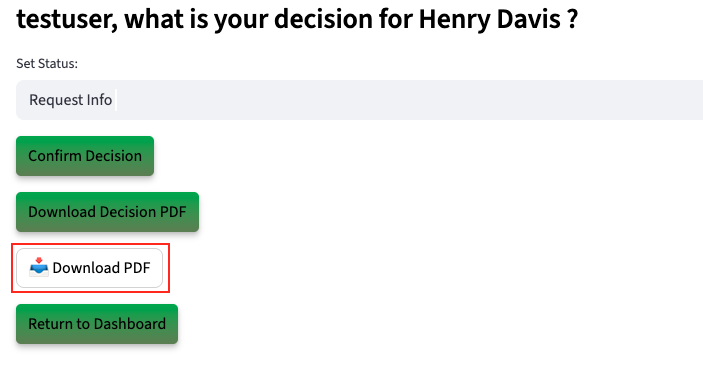 testuser, what is your decision for Henry Davis ?
Set Status:
Request Info
Confirm Decision
Download Decision PDF
Download PDF
Return to Dashboard